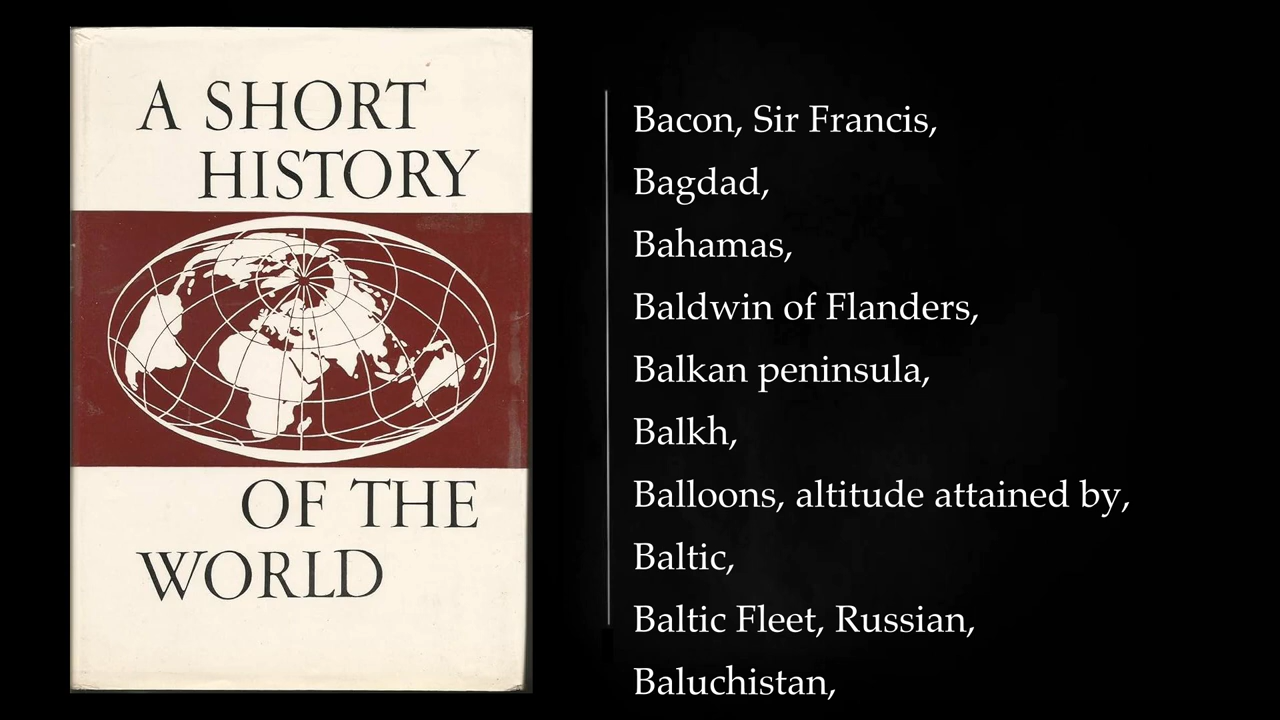 A SHORT
HISTORY
OF THE
WORLD
Bacon, Sir Francis,
Bagdad,
Bahamas,
Baldwin of Flanders,
Balkan peninsula,
Balkh,
Balloons, altitude attained by,
Baltic,
Baltic Fleet, Russian,
Baluchistan,